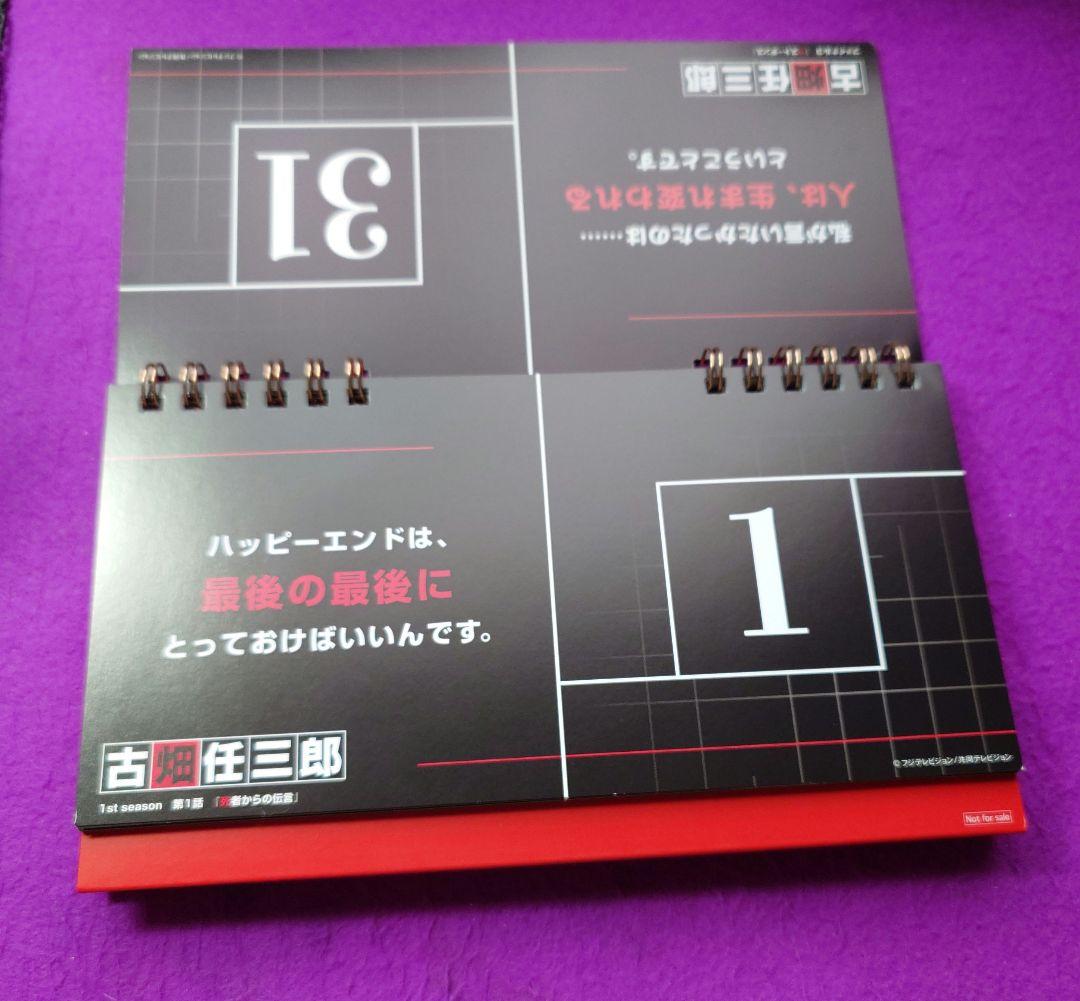 31
私が言いたかったのは……
人は、生まれ変われる
ということです。
古畑任三郎
1
ハッピーエンドは、
最後の最後に
とっておけばいいんです。
古畑任三郎
1st season 第1話 「死者からの伝言」
© フジテレビジョン/共同テレビジョン
Not for sale